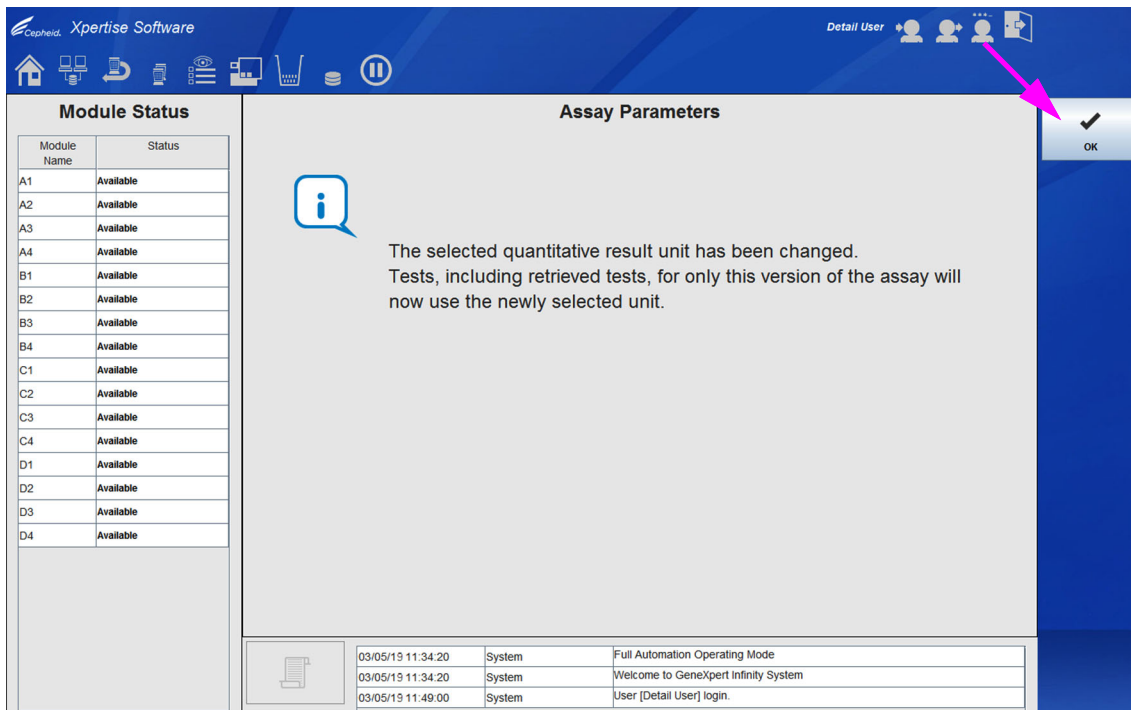 Cepheid. Xpertise Software
Detail User
Module Status
Assay Parameters
OK
Module Name
Status
A1 Available
A2 Available
A3 Available
A4 Available
B1 Available
B2 Available
B3 Available
B4 Available
C1 Available
C2 Available
C3 Available
C4 Available
D1 Available
D2 Available
D3 Available
D4 Available
The selected quantitative result unit has been changed.
Tests, including retrieved tests, for only this version of the assay will
now use the newly selected unit.
03/05/19 11:34:20 System Full Automation Operating Mode
03/05/19 11:34:20 System Welcome to GeneXpert Infinity System
03/05/19 11:49:00 System User [Detail User] login.